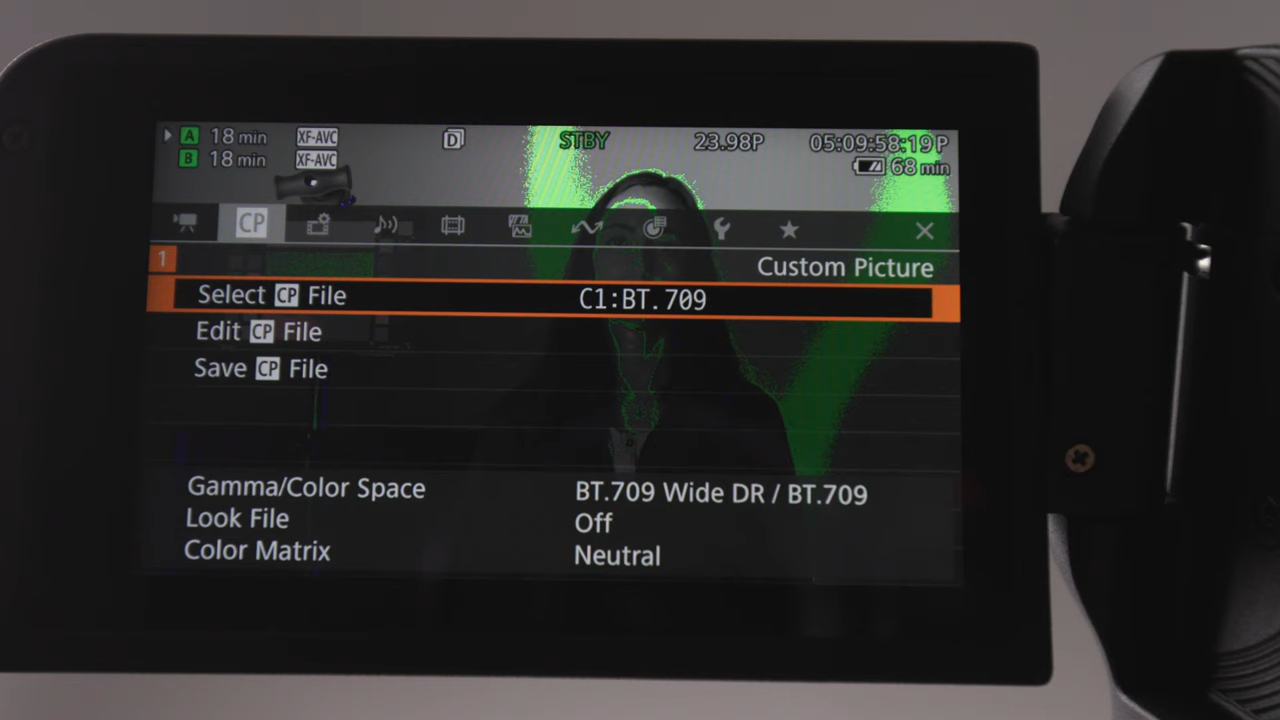 A 18 min XF-AVC D STBY 23.98P 05:09:58:19P
B 18 min XF-AVC 68 min
CP
1 Custom Picture
Select CP File C1:BT.709
Edit CP File
Save CP File
Gamma/Color Space BT.709 Wide DR / BT.709
Look File Off
Color Matrix Neutral